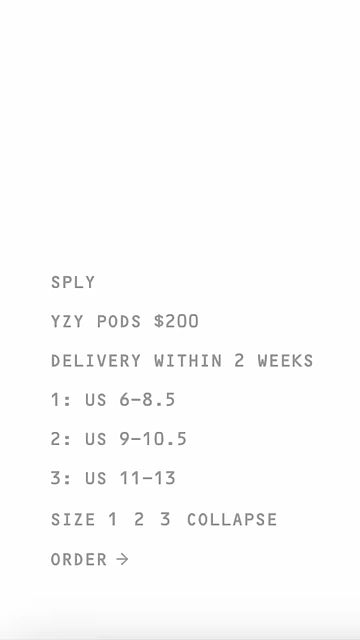 SPLY
YZY PODS $200
DELIVERY WITHIN 2 WEEKS
1: US 6-8.5
2: US 9-10.5
3: US 11-13
SIZE 1 2 3 COLLAPSE
ORDER →